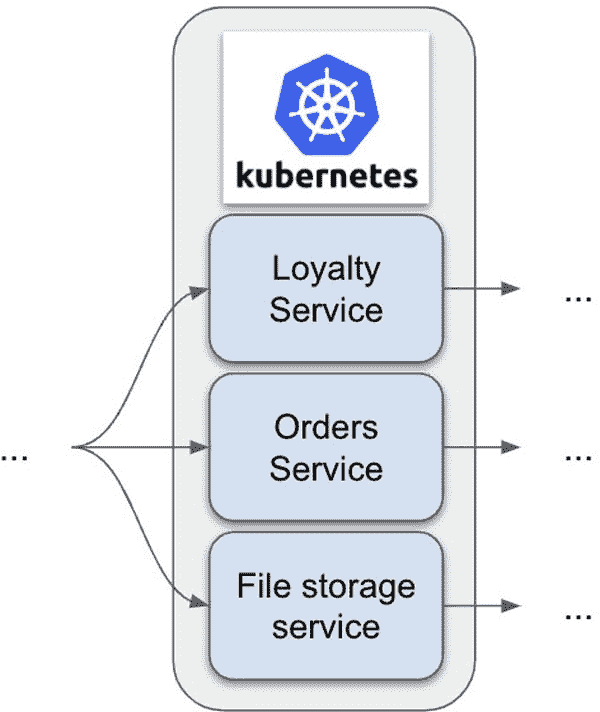 kubernetes
Loyalty
Service
...
Orders
Service
...
...
File storage
service
...